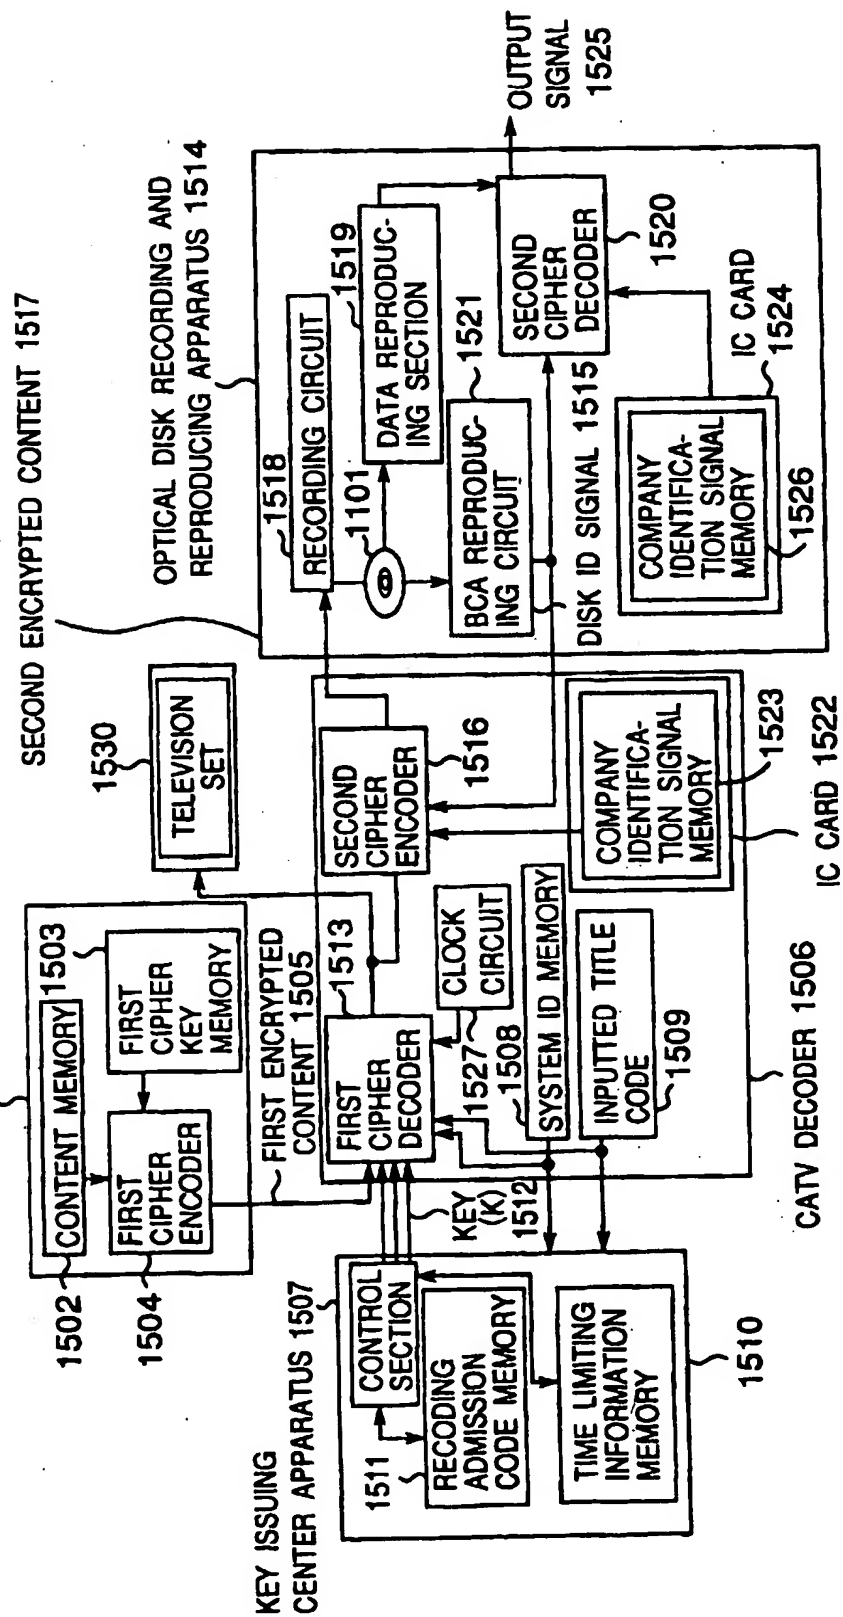 SECOND ENCRYPTED CONTENT 1517
OPTICAL DISK RECORDING AND
REPRODUCING APPARATUS 1514
1530
TELEVISION
SET
1502
CONTENT MEMORY
1503
FIRST
CIPHER
KEY
MEMORY
FIRST
CIPHER
ENCODER
1504
FIRST ENCRYPTED
CONTENT 1505
KEY ISSUING
CENTER APPARATUS 1507
CONTROL
SECTION
1511
RECODING
ADMISSION
CODE MEMORY
TIME LIMITING
INFORMATION
MEMORY
1510
KEY
(K)
1512
1513
FIRST
CIPHER
DECODER
CLOCK
CIRCUIT
1527
1508
SYSTEM ID MEMORY
INPUTTED TITLE
CODE
1509
SECOND
CIPHER
ENCODER
1516
COMPANY
IDENTIFICA-
TION SIGNAL
MEMORY
1523
IC CARD 1522
CATV DECODER 1506
1518
RECORDING CIRCUIT
1101
1519
DATA REPRODUC-
ING SECTION
1521
BCA REPRODUC-
ING CIRCUIT
DISK ID SIGNAL 1515
SECOND
CIPHER
DECODER
1520
OUTPUT
SIGNAL
1525
IC CARD
1524
COMPANY
IDENTIFICA-
TION SIGNAL
MEMORY
1526